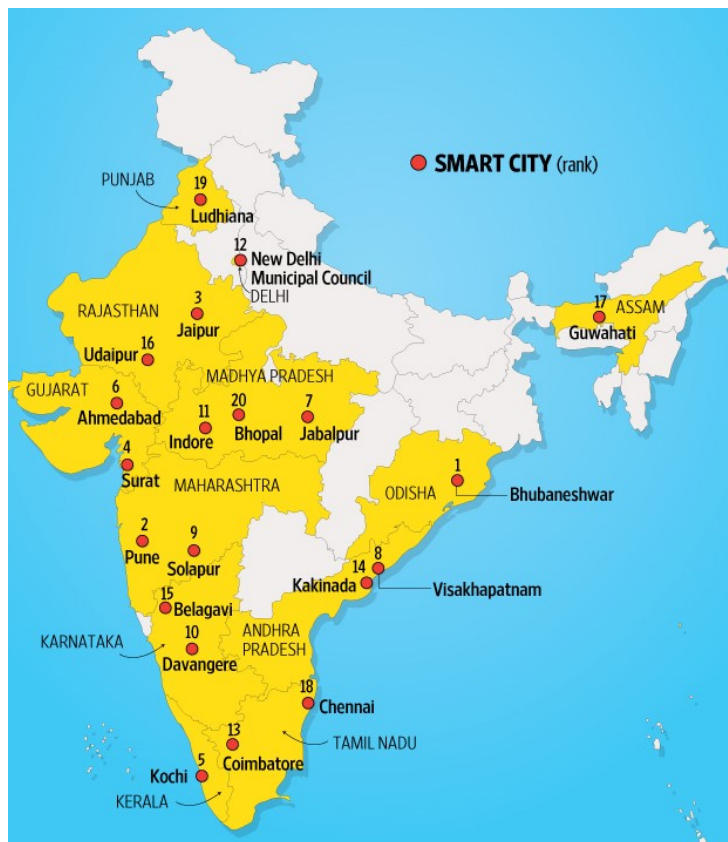 SMART CITY (rank)
PUNJAB
19
Ludhiana
12
New Delhi
Municipal Council
DELHI
RAJASTHAN
3
Jaipur
17
ASSAM
Guwahati
16
Udaipur
MADHYA PRADESH
GUJARAT
6
Ahmedabad
11
Indore
20
Bhopal
7
Jabalpur
4
Surat
MAHARASHTRA
ODISHA
1
Bhubaneshwar
2
Pune
9
Solapur
14
Kakinada
8
Visakhapatnam
15
Belagavi
KARNATAKA
10
Davangere
ANDHRA
PRADESH
18
Chennai
13
Coimbatore
TAMIL NADU
5
Kochi
KERALA